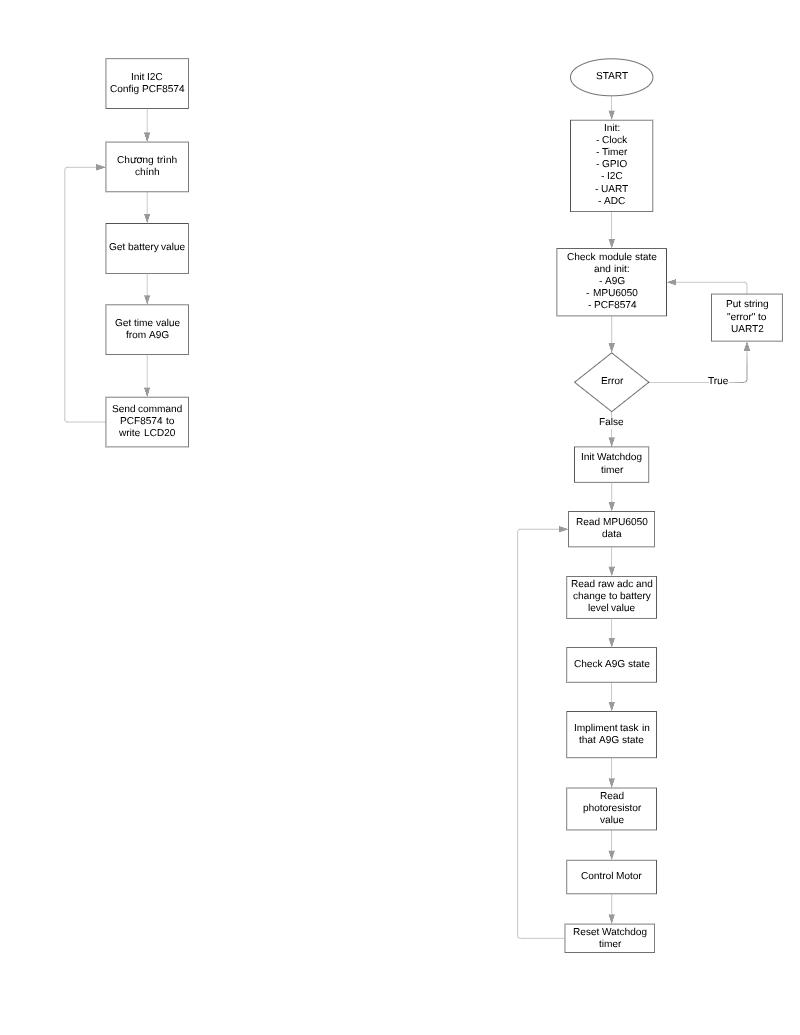 Init I2C
Config PCF8574
Chương trình
chính
Get battery value
Get time value
from A9G
Send command
PCF8574 to
write LCD20
START
Init:
- Clock
- Timer
- GPIO
- I2C
- UART
- ADC
Check module state
and init:
- A9G
- MPU6050
- PCF8574
Put string
"error" to
UART2
Error
True
False
Init Watchdog
timer
Read MPU6050
data
Read raw adc and
change to battery
level value
Check A9G state
Impliment task in
that A9G state
Read
photoresistor
value
Control Motor
Reset Watchdog
timer